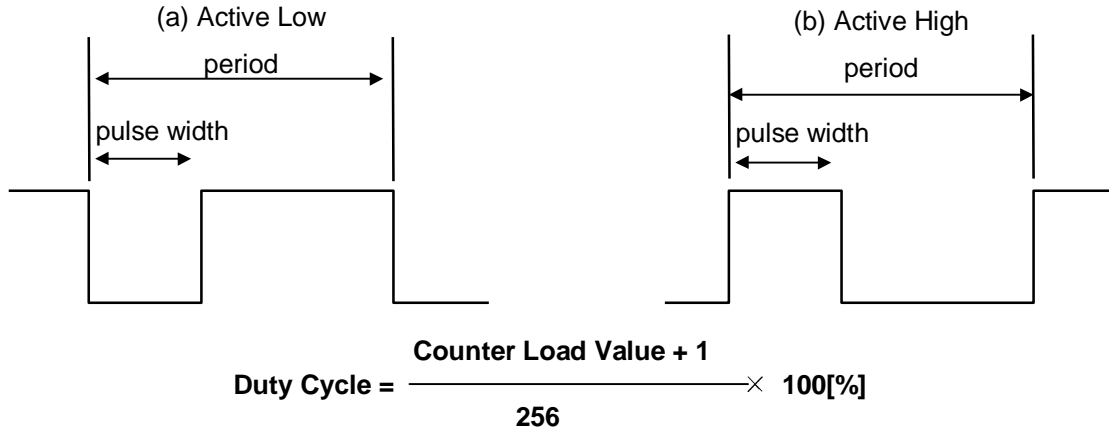 (a) Active Low
(b) Active High
period
period
pulse width
pulse width
Counter Load Value + 1
Duty Cycle = × 100[%]
256